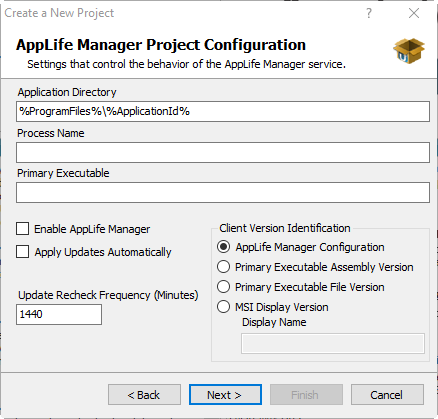 Create a New Project
AppLife Manager Project Configuration
Settings that control the behavior of the AppLife Manager service.
Application Directory
%ProgramFiles%\%ApplicationId%
Process Name
Primary Executable
Enable AppLife Manager
Apply Updates Automatically
Update Recheck Frequency (Minutes)
1440
Client Version Identification
AppLife Manager Configuration
Primary Executable Assembly Version
Primary Executable File Version
MSI Display Version
Display Name
< Back
Next >
Finish
Cancel